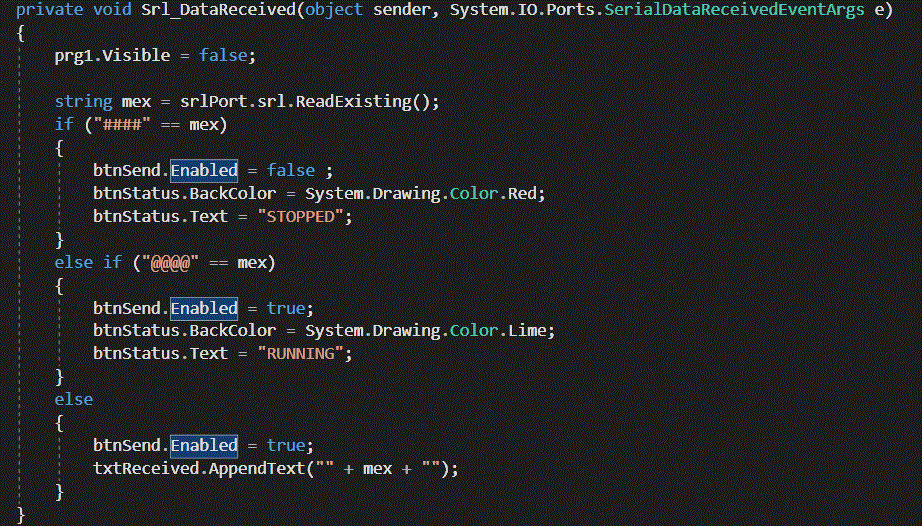 private void Srl_DataReceived(object sender, System.IO.Ports.SerialDataReceivedEventArgs e)
{
    prg1.Visible = false;

    string mex = srlPort.srl.ReadExisting();
    if ("####" == mex)
    {
        btnSend.Enabled = false ;
        btnStatus.BackColor = System.Drawing.Color.Red;
        btnStatus.Text = "STOPPED";
    }
    else if ("@@@@" == mex)
    {
        btnSend.Enabled = true;
        btnStatus.BackColor = System.Drawing.Color.Lime;
        btnStatus.Text = "RUNNING";
    }
    else
    {
        btnSend.Enabled = true;
        txtReceived.AppendText("" + mex + "");
    }
}